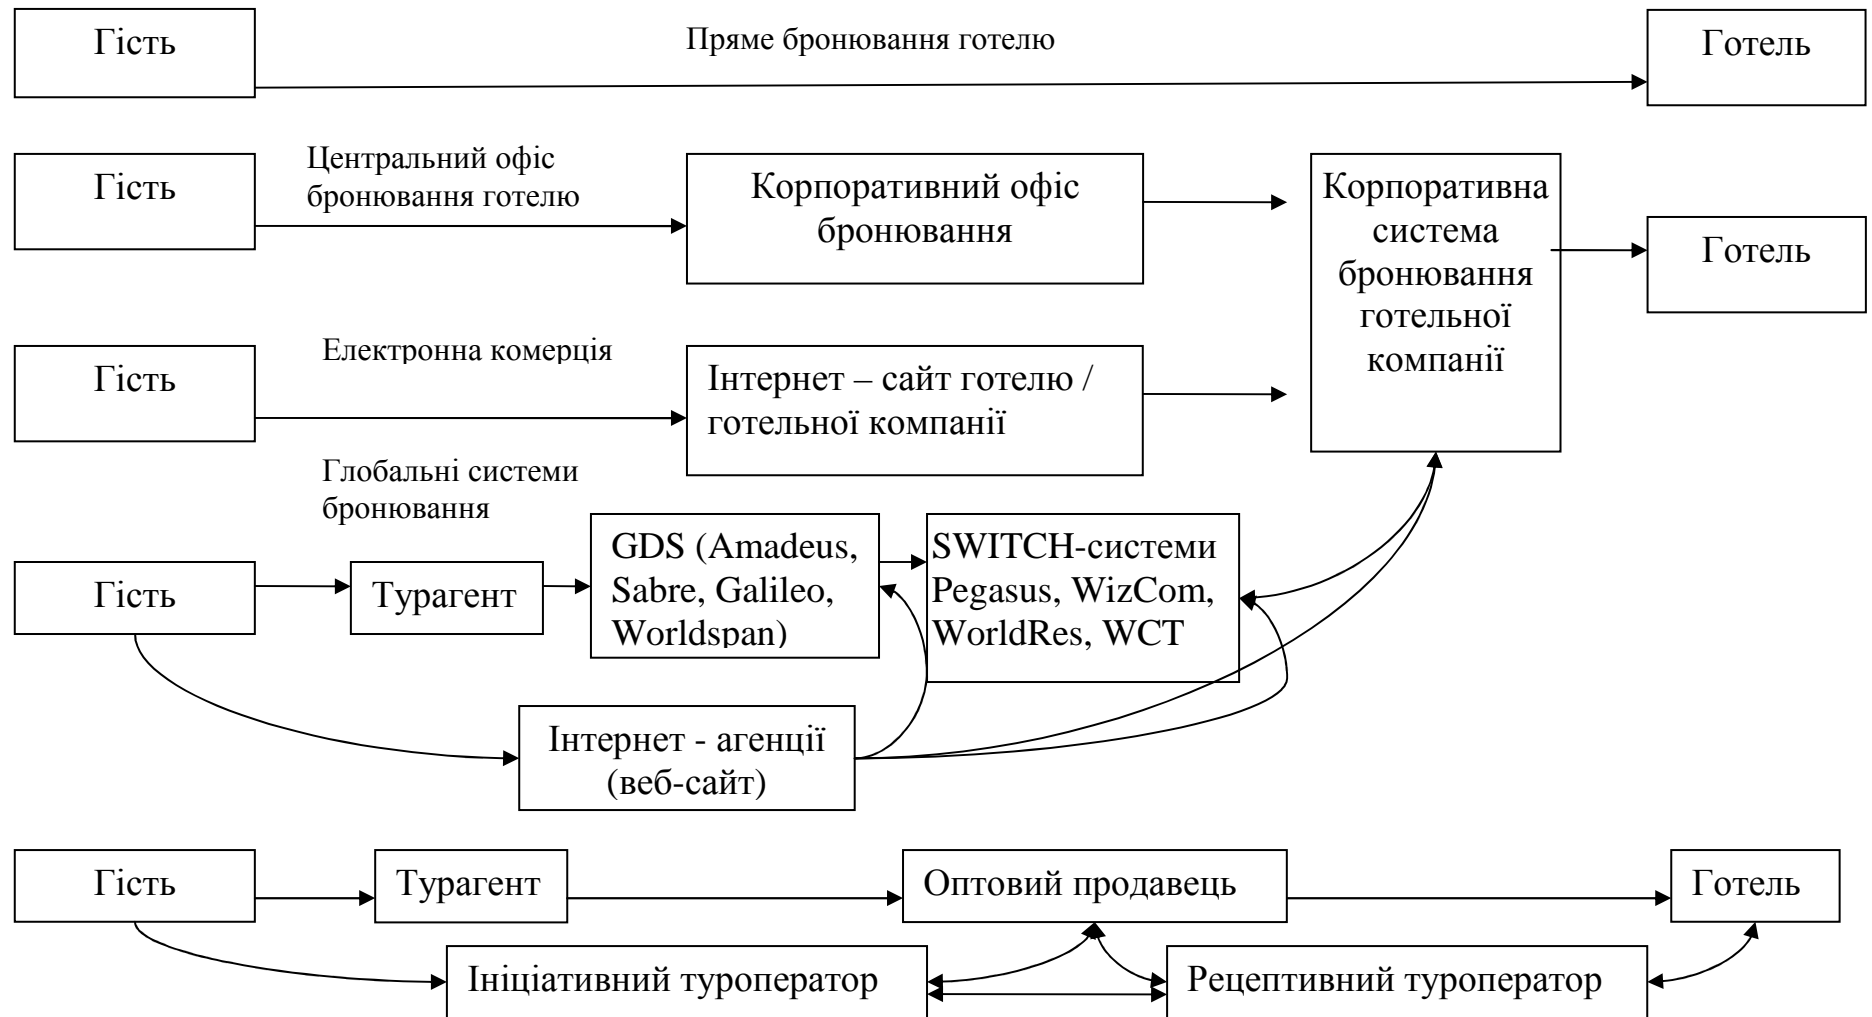 Гість
Пряме бронювання готелю
Готель
Гість
Центральний офіс
бронювання готелю
Корпоративний офіс
бронювання
Корпоративна
система
бронювання
готельної
компанії
Готель
Гість
Електронна комерція
Інтернет – сайт готелю /
готельної компанії
Глобальні системи
бронювання
Гість
Турагент
GDS (Amadeus,
Sabre, Galileo,
Worldspan)
SWITCH-системи
Pegasus, WizCom,
WorldRes, WCT
Інтернет - агенції
(веб-сайт)
Гість
Турагент
Оптовий продавець
Готель
Ініціативний туроператор
Рецептивний туроператор